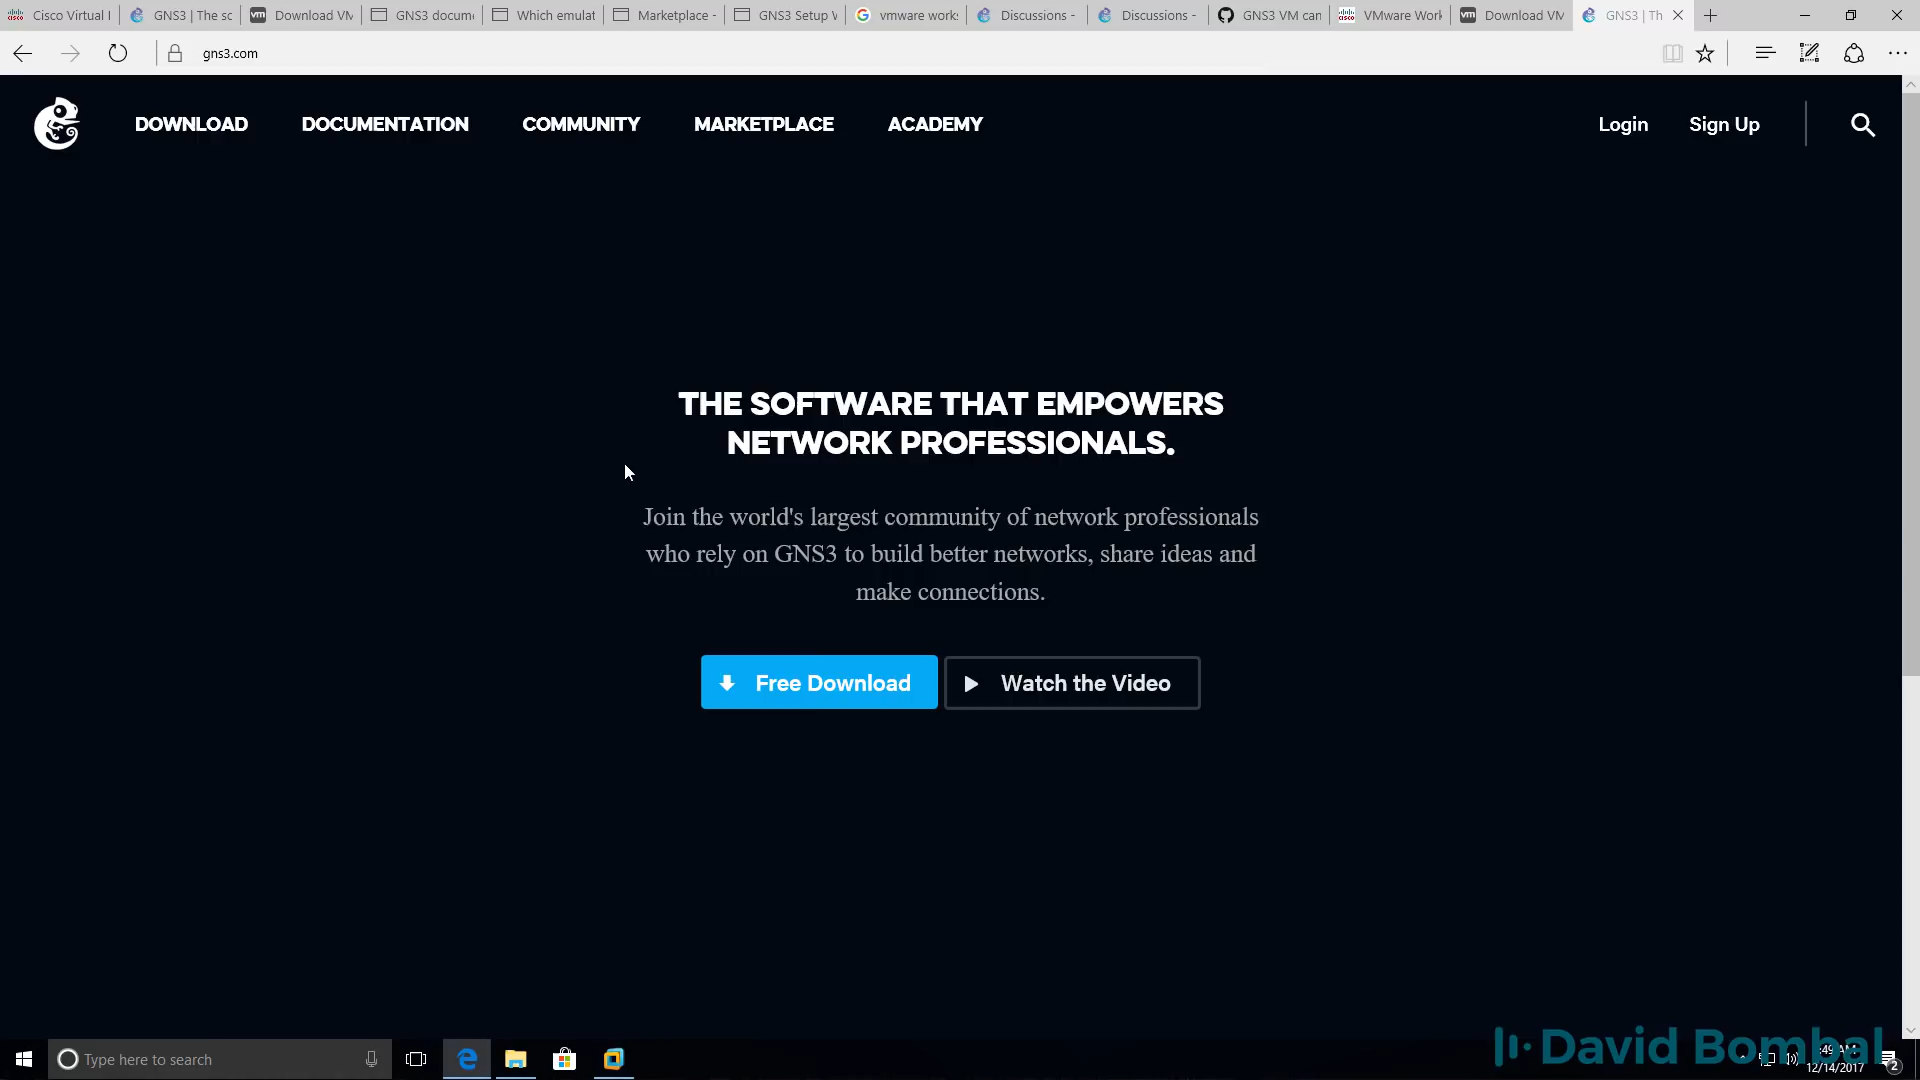 Cisco Virtual I
GNS3 | The sc
Download VM
GNS3 docume
Which emulat
Marketplace -
GNS3 Setup W
vmware works
Discussions -
Discussions -
GNS3 VM can
VMware Work
Download VM
GNS3 | Th
gns3.com
DOWNLOAD
DOCUMENTATION
COMMUNITY
MARKETPLACE
ACADEMY
Login
Sign Up
THE SOFTWARE THAT EMPOWERS
NETWORK PROFESSIONALS.
Join the world's largest community of network professionals
who rely on GNS3 to build better networks, share ideas and
make connections.
Free Download
Watch the Video
Type here to search
David Bombal
12/14/2017
2